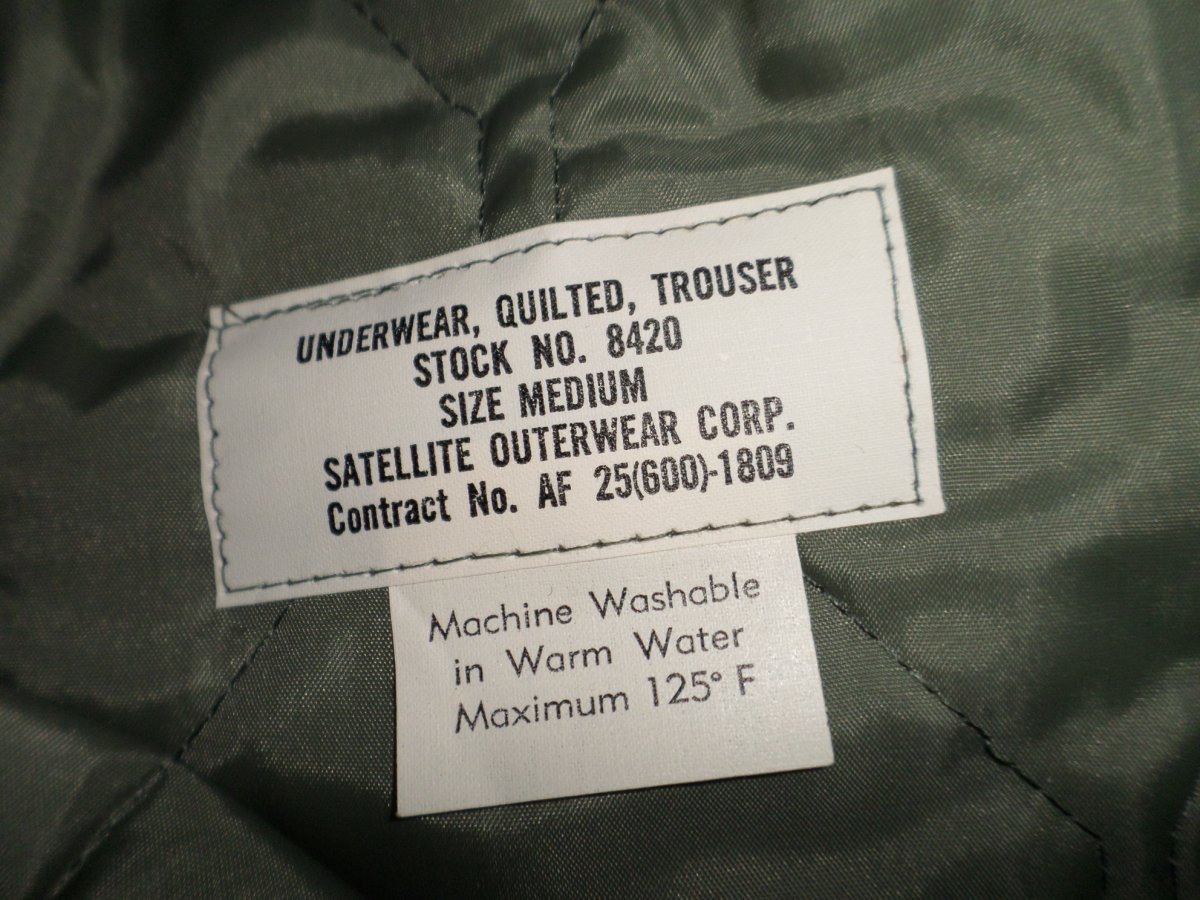 UNDERWEAR, QUILTED, TROUSER
STOCK NO. 8420
SIZE MEDIUM
SATELLITE OUTERWEAR CORP.
Contract No. AF 25(600)-1809
Machine Washable
in Warm Water
Maximum 125° F